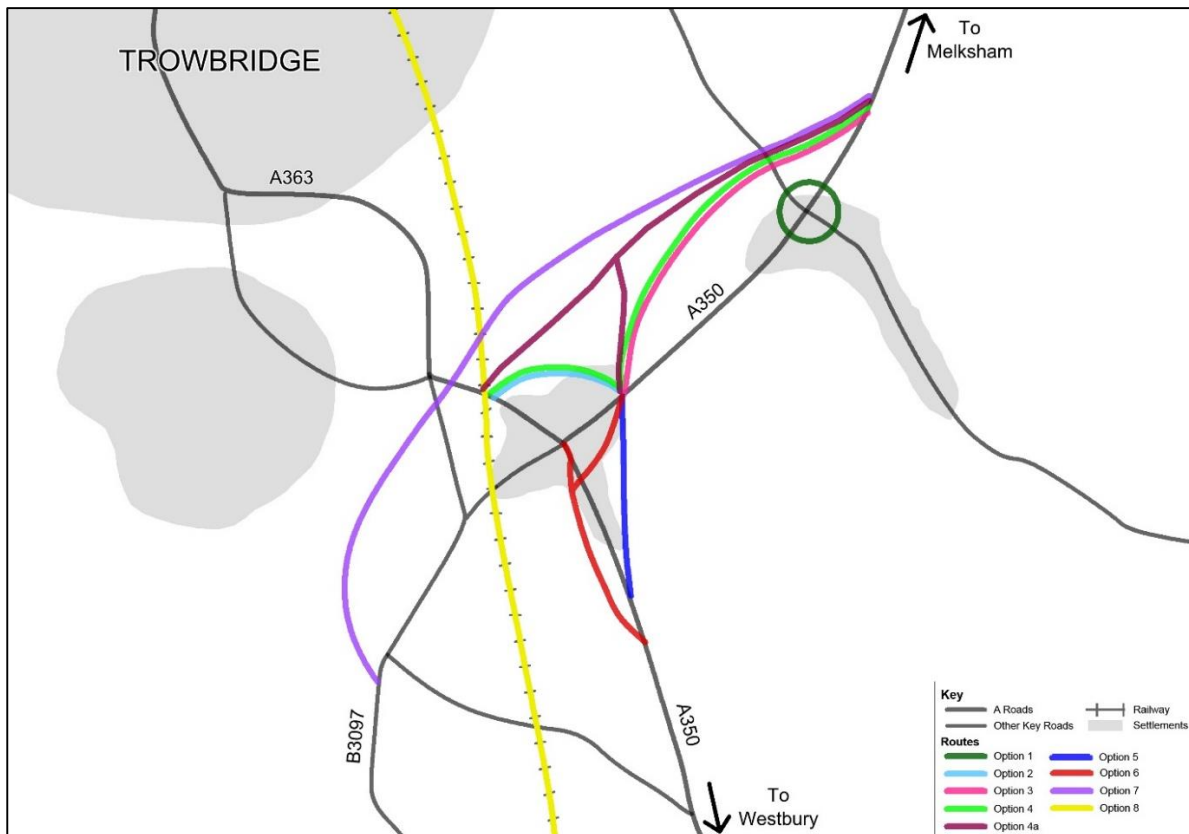 To
Melksham
TROWBRIDGE
A363
A350
B3097
A350
To
Westbury
Key
A Roads
Railway
Other Key Roads
Settlements
Routes
Option 1
Option 5
Option 2
Option 6
Option 3
Option 7
Option 4
Option 8
Option 4a